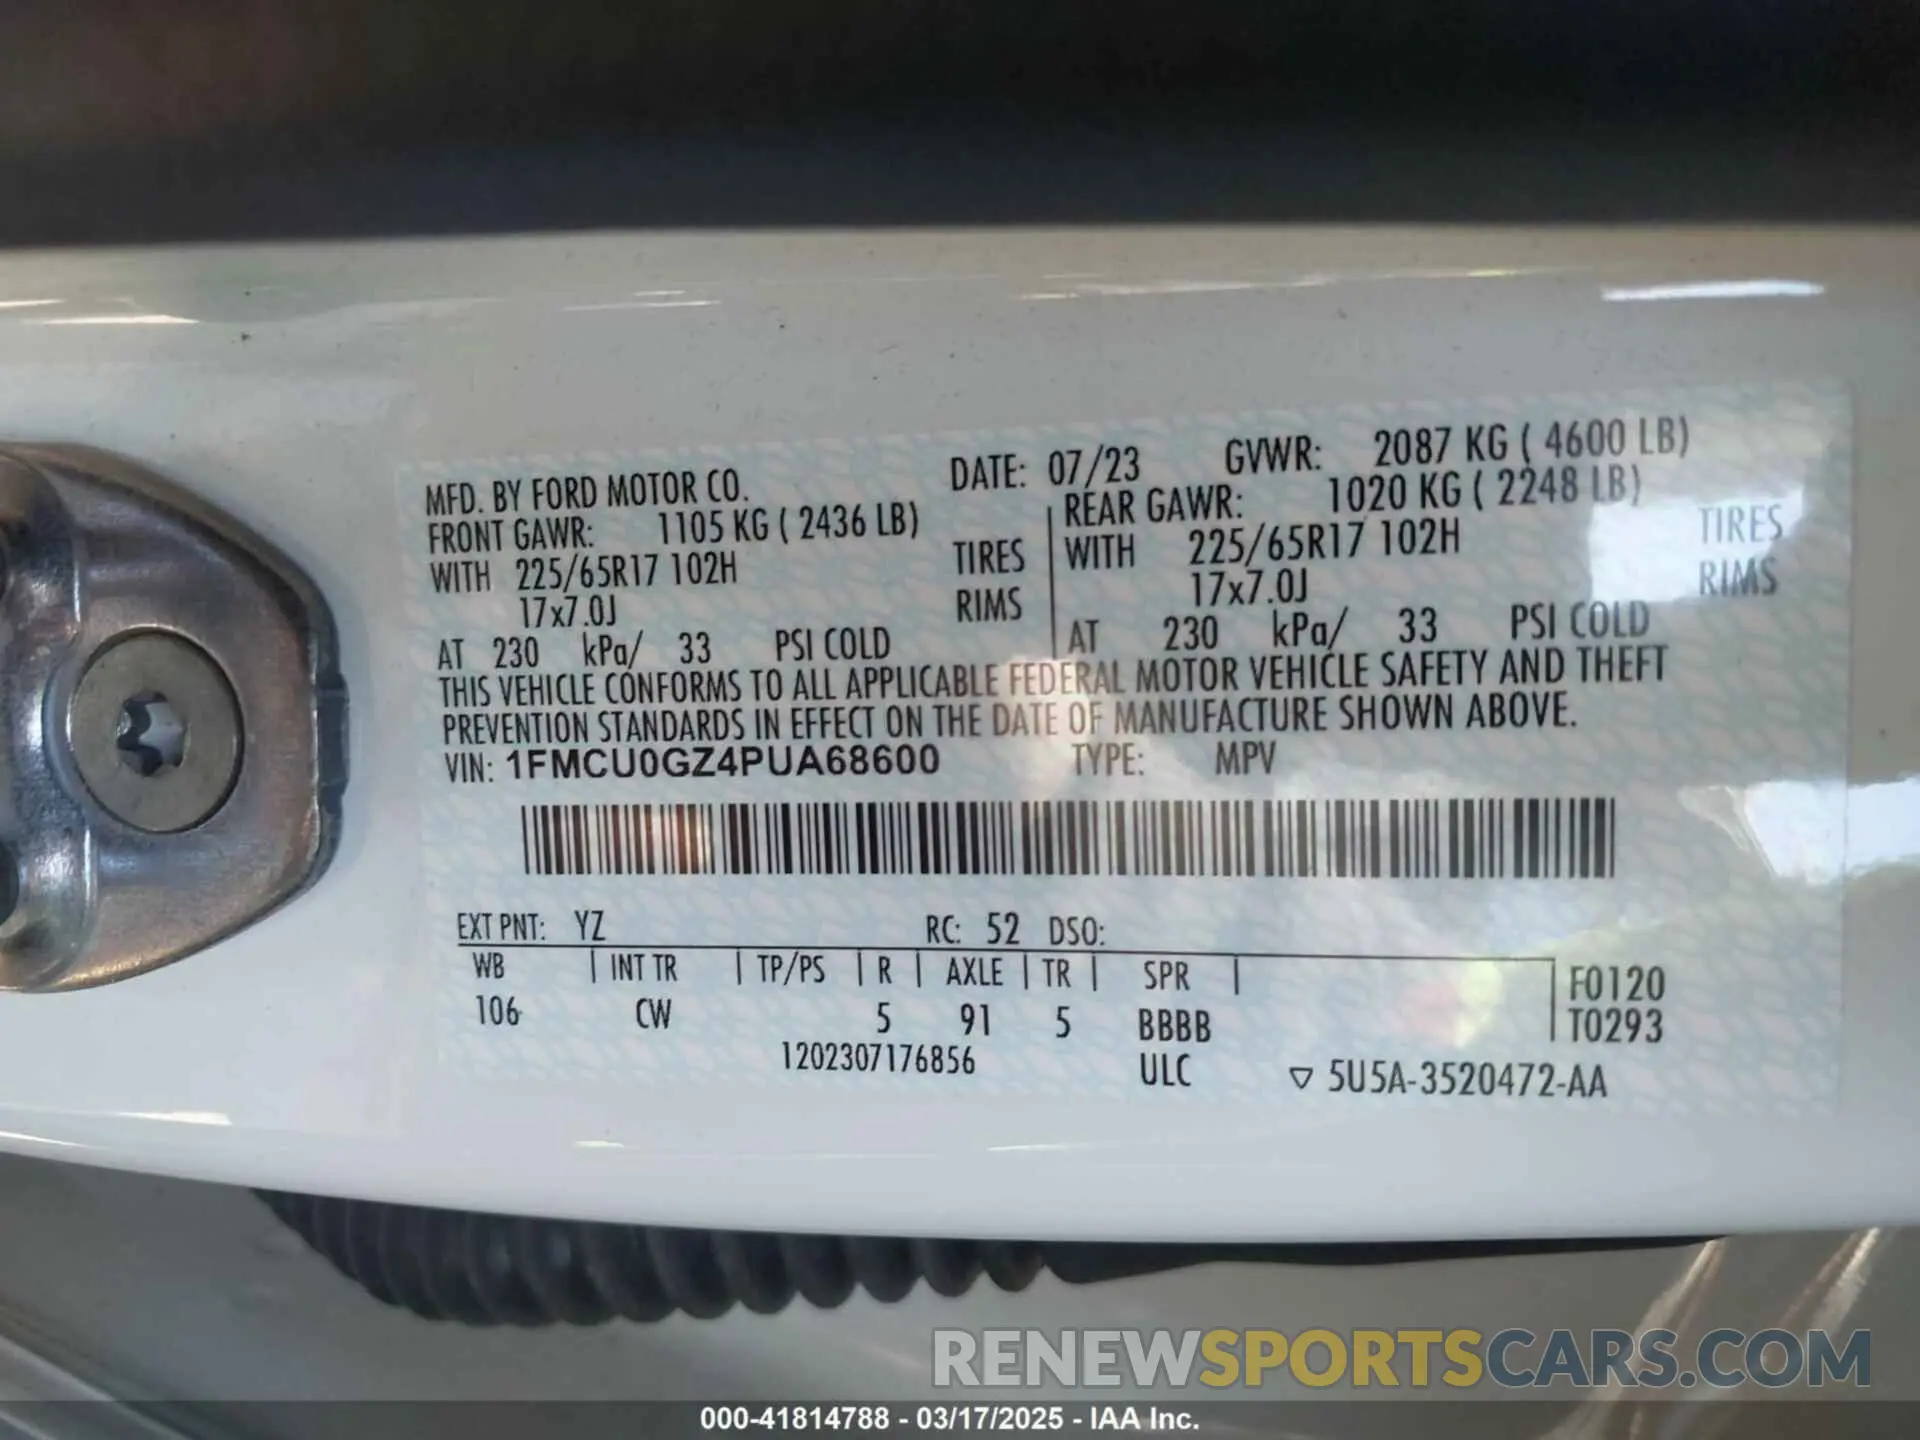 MFD. BY FORD MOTOR CO. DATE: 07/23 GVWR: 2087 KG ( 4600 LB)
FRONT GAWR: 1105 KG ( 2436 LB) REAR GAWR: 1020 KG ( 2248 LB)
WITH 225/65R17 102H TIRES WITH 225/65R17 102H TIRES
17x7.0J RIMS 17x7.0J RIMS
AT 230 kPa/ 33 PSI COLD AT 230 kPa/ 33 PSI COLD
THIS VEHICLE CONFORMS TO ALL APPLICABLE FEDERAL MOTOR VEHICLE SAFETY AND THEFT
PREVENTION STANDARDS IN EFFECT ON THE DATE OF MANUFACTURE SHOWN ABOVE.
VIN: 1FMCU0GZ4PUA68600 TYPE: MPV
EXT PNT: YZ RC: 52 DSO:
WB INT TR TP/PS R AXLE TR SPR F0120
106 CW 5 91 5 BBBB T0293
1202307176856 ULC ▽ 5U5A-3520472-AA
RENEWSPORTSCARS.COM
000-41814788 - 03/17/2025 - IAA Inc.